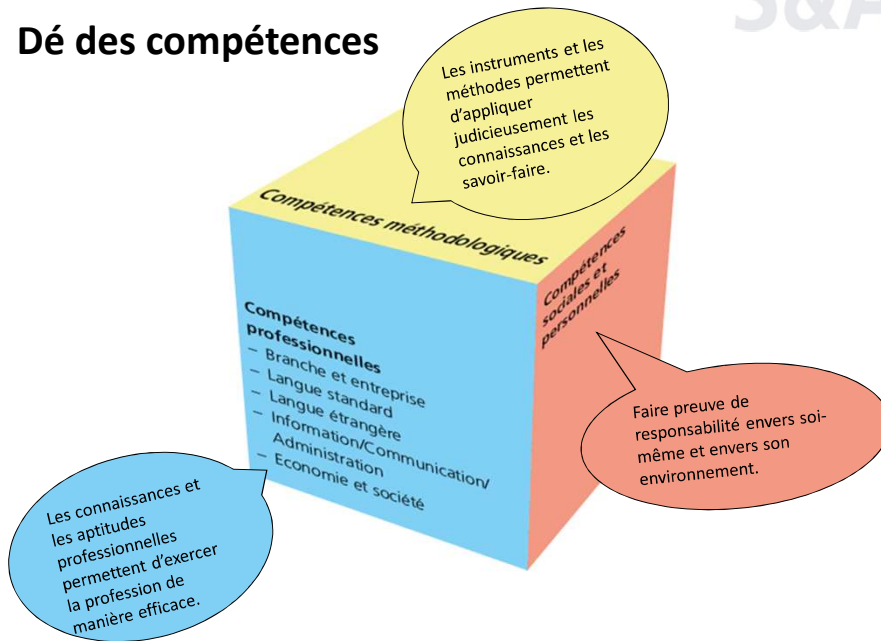 Dé des compétences
S&A
Les instruments et les
méthodes permettent
d'appliquer
judicieusement les
connaissances et les
savoir-faire.
Compétences méthodologiques
Compétences
sociales et
personnelles
Compétences
professionnelles
– Branche et entreprise
– Langue standard
– Langue étrangère
– Information/Communication/
Administration
– Economie et société
Faire preuve de
responsabilité envers soi-
même et envers son
environnement.
Les connaissances et
les aptitudes
professionnelles
permettent d'exercer
la profession de
manière efficace.